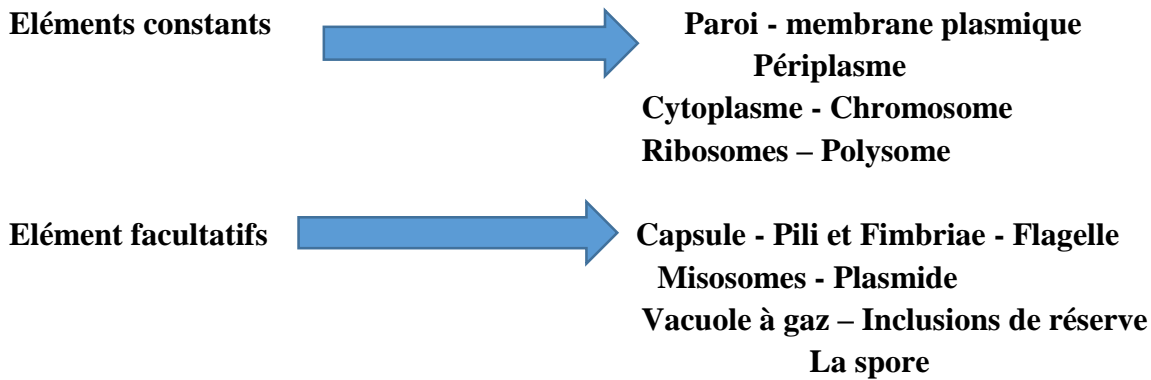 Eléments constants Paroi - membrane plasmique
Périplasme
Cytoplasme - Chromosome
Ribosomes – Polysome
Elément facultatifs Capsule - Pili et Fimbriae - Flagelle
Misosomes - Plasmide
Vacuole à gaz – Inclusions de réserve
La spore